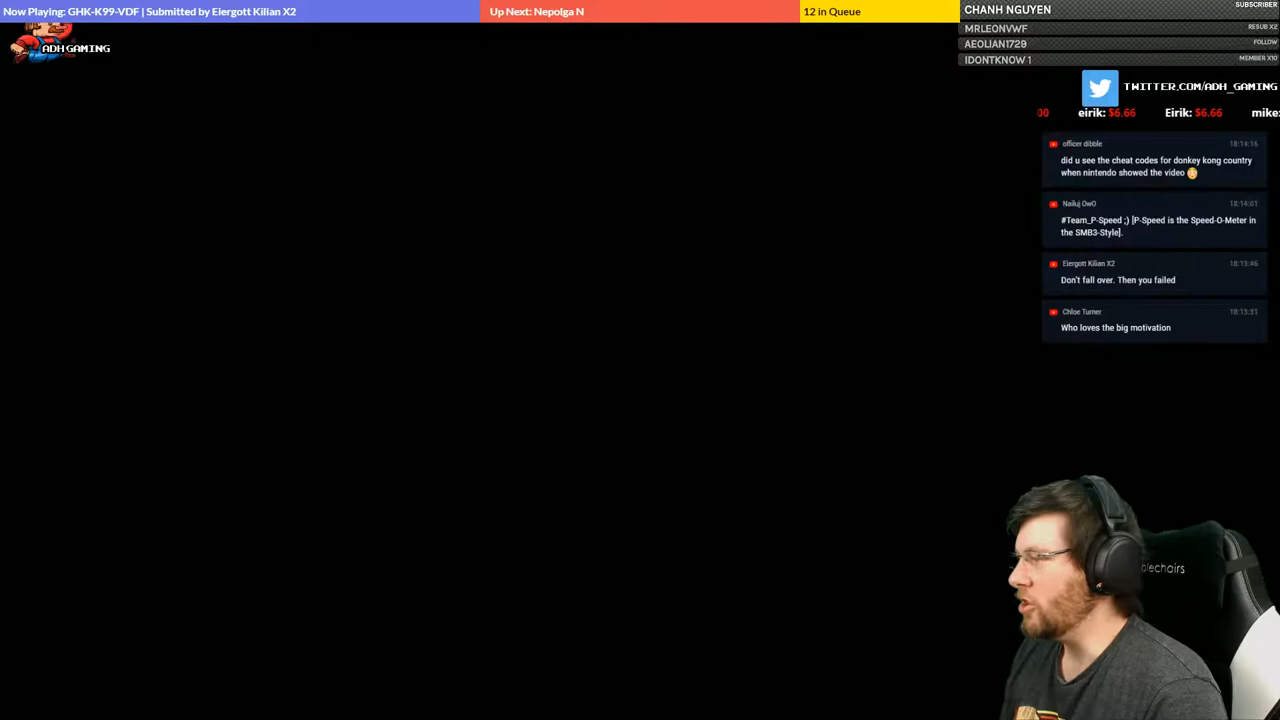 Now Playing: GHK-K99-VDF | Submitted by Eiergott Kilian X2
Up Next: Nepolga N
12 in Queue
CHANH NGUYEN SUBSCRIBER
MRLEONVWF RESUB X2
AEOLIAN1729 FOLLOW
IDONTKNOW 1 MEMBER X10
ADH GAMING
TWITTER.COM/ADH_GAMING
00 eirik: $6.66 Eirik: $6.66 mike:
officer dibble 18:14:16
did u see the cheat codes for donkey kong country
when nintendo showed the video
Nailuj OwO 18:14:01
#Team_P-Speed ;) [P-Speed is the Speed-O-Meter in
the SMB3-Style].
Eiergott Kilian X2 18:13:46
Don't fall over. Then you failed
Chloe Turner 18:13:31
Who loves the big motivation
blechairs